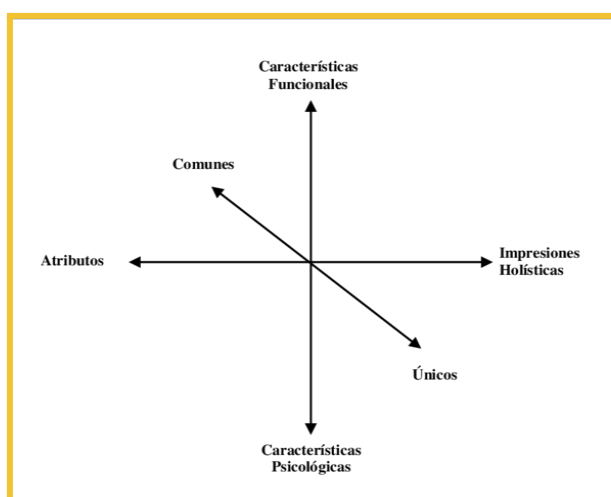 Características
Funcionales
Comunes
Atributos
Impresiones
Holísticas
Únicos
Características
Psicológicas